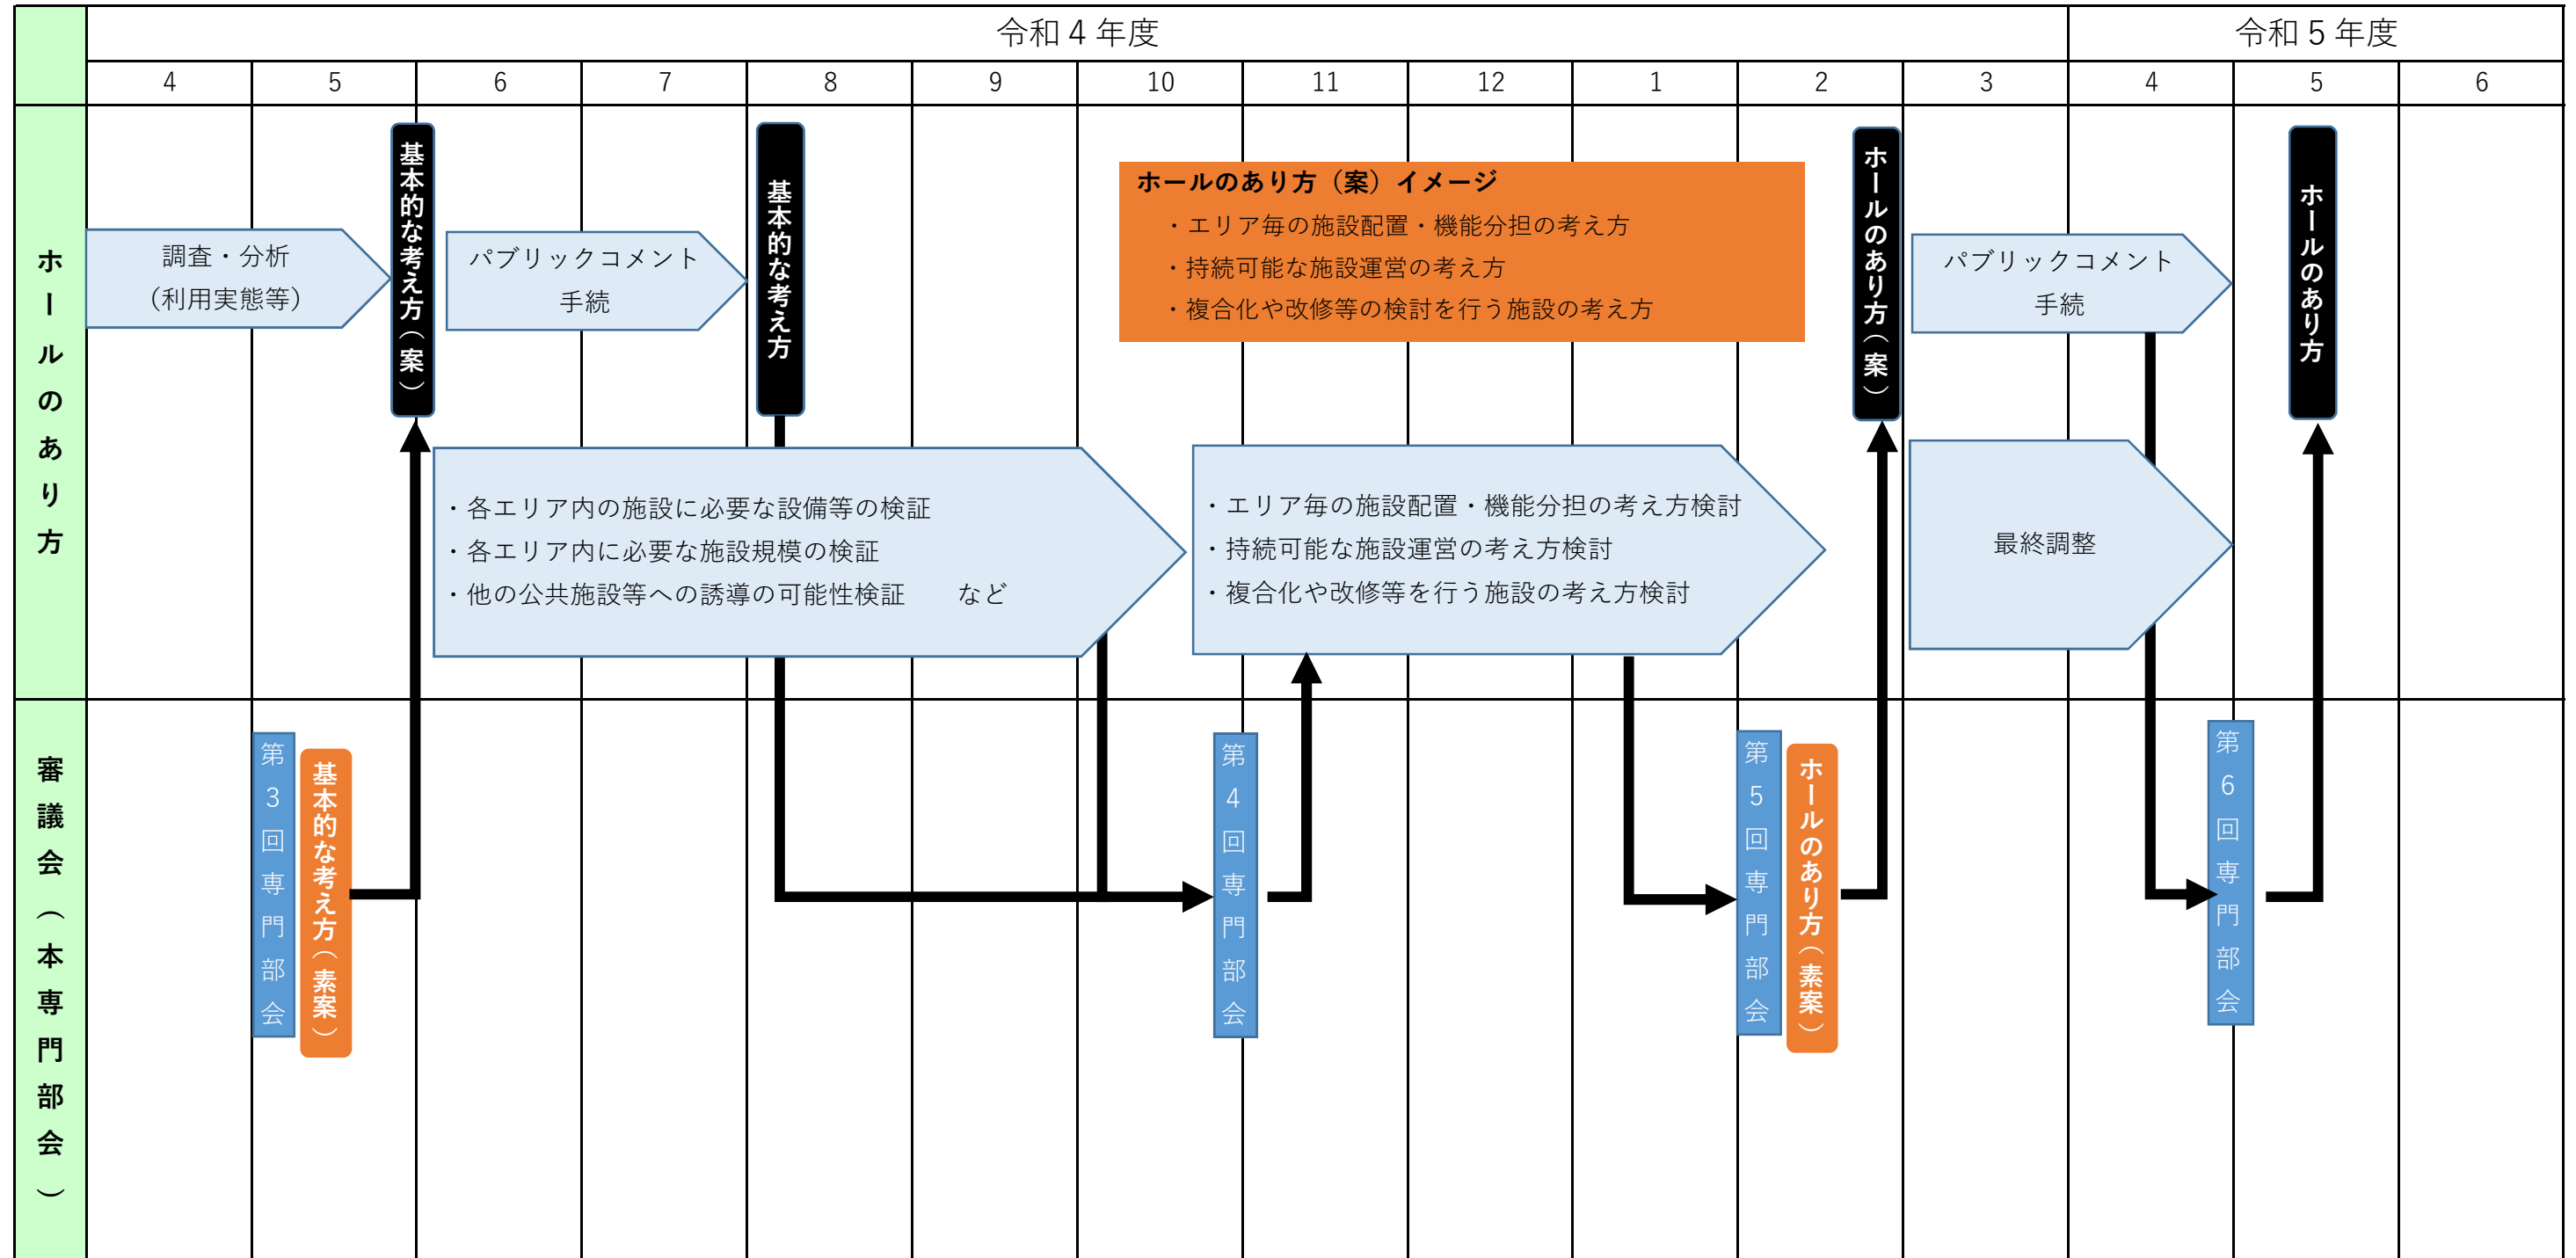 令和4年度
令和5年度
4
5
6
7
8
9
10
11
12
1
2
3
4
5
6
ホールのあり方
調査・分析
（利用実態等）
基本的な考え方（案）
パブリックコメント
手続
基本的な考え方
ホールのあり方（案）イメージ
・エリア毎の施設配置・機能分担の考え方
・持続可能な施設運営の考え方
・複合化や改修等の検討を行う施設の考え方
ホールのあり方（案）
パブリックコメント
手続
ホールのあり方
・各エリア内の施設に必要な設備等の検証
・各エリア内に必要な施設規模の検証
・他の公共施設等への誘導の可能性検証　　など
・エリア毎の施設配置・機能分担の考え方検討
・持続可能な施設運営の考え方検討
・複合化や改修等を行う施設の考え方検討
最終調整
審議会（本専門部会）
第3回専門部会
基本的な考え方（素案）
第4回専門部会
第5回専門部会
ホールのあり方（素案）
第6回専門部会